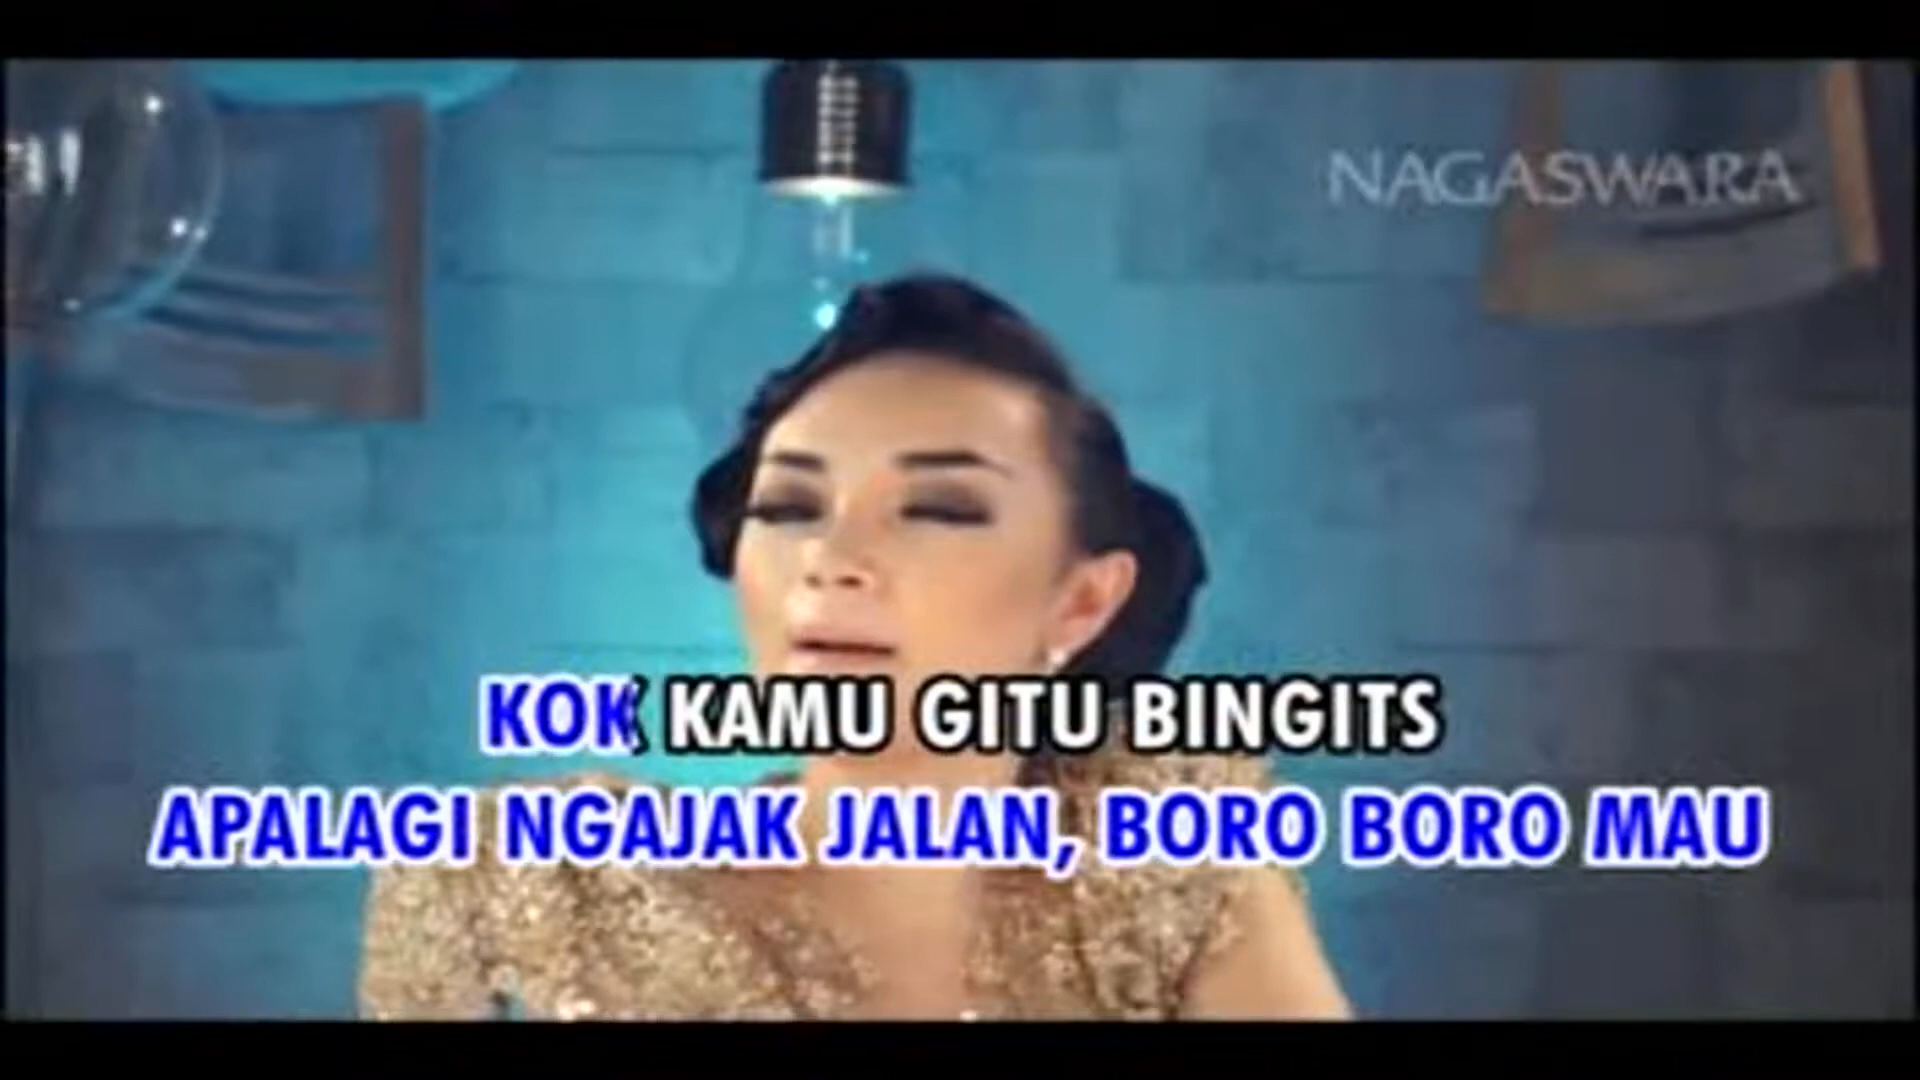 NAGASWARA
KOK KAMU GITU BINGITS
APALAGI NGAJAK JALAN, BORO BORO MAU